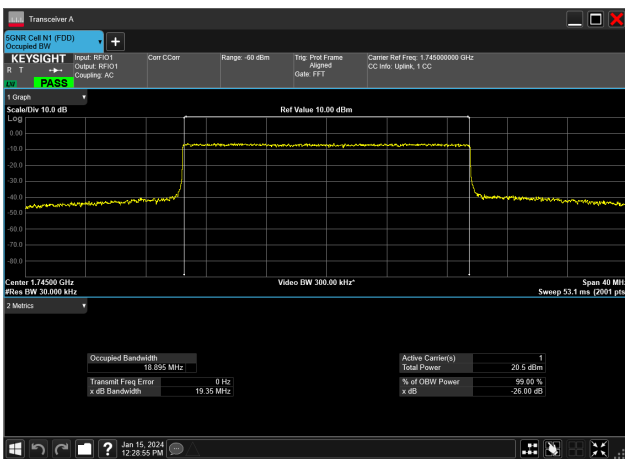 Transceiver A
5GNR Cell N1 (FDD)
Occupied BW
KEYSIGHT
R T
PASS
Input: RFIO1
Output: RFIO1
Coupling: AC
Corr CCorr
Range: -60 dBm
Trig: Prot Frame
Aligned
Gate: FFT
Carrier Ref Freq: 1.745000000 GHz
CC Info: Uplink, 1 CC
1 Graph
Scale/Div 10.0 dB
Ref Value 10.00 dBm
Log
0.00
-10.0
-20.0
-30.0
-40.0
-50.0
-60.0
-70.0
-80.0
Center 1.74500 GHz
Video BW 300.00 kHz*
Span 40 MHz
#Res BW 30.000 kHz
Sweep 53.1 ms (2001 pts
2 Metrics
Occupied Bandwidth
18.895 MHz
Transmit Freq Error 0 Hz
x dB Bandwidth 19.35 MHz
Active Carrier(s) 1
Total Power 20.5 dBm
% of OBW Power 99.00 %
x dB -26.00 dB
?
Jan 15, 2024
12:28:55 PM